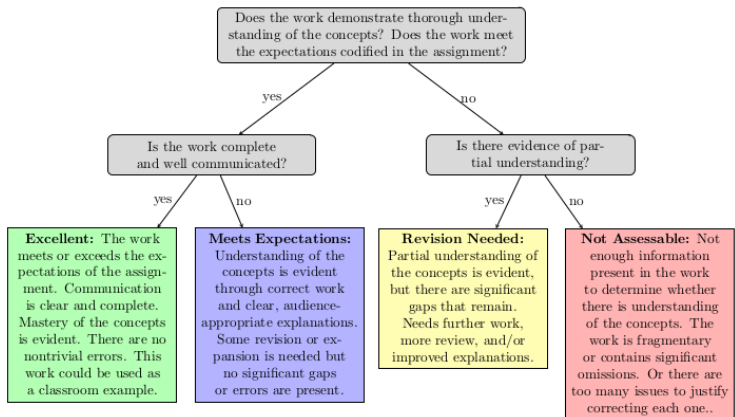 Does the work demonstrate thorough under-
standing of the concepts? Does the work meet
the expectations codified in the assignment?
yes
no
Is the work complete
and well communicated?
Is there evidence of par-
tial understanding?
yes
no
yes
no
Excellent: The work
meets or exceeds the ex-
pectations of the assign-
ment. Communication
is clear and complete.
Mastery of the concepts
is evident. There are no
nontrivial errors. This
work could be used as
a classroom example.
Meets Expectations:
Understanding of the
concepts is evident
through correct work
and clear, audience-
appropriate explanations.
Some revision or ex-
pansion is needed but
no significant gaps
or errors are present.
Revision Needed:
Partial understanding of
the concepts is evident,
but there are significant
gaps that remain.
Needs further work,
more review, and/or
improved explanations.
Not Assessable: Not
enough information
present in the work
to determine whether
there is understanding
of the concepts. The
work is fragmentary
or contains significant
omissions. Or there are
too many issues to justify
correcting each one..